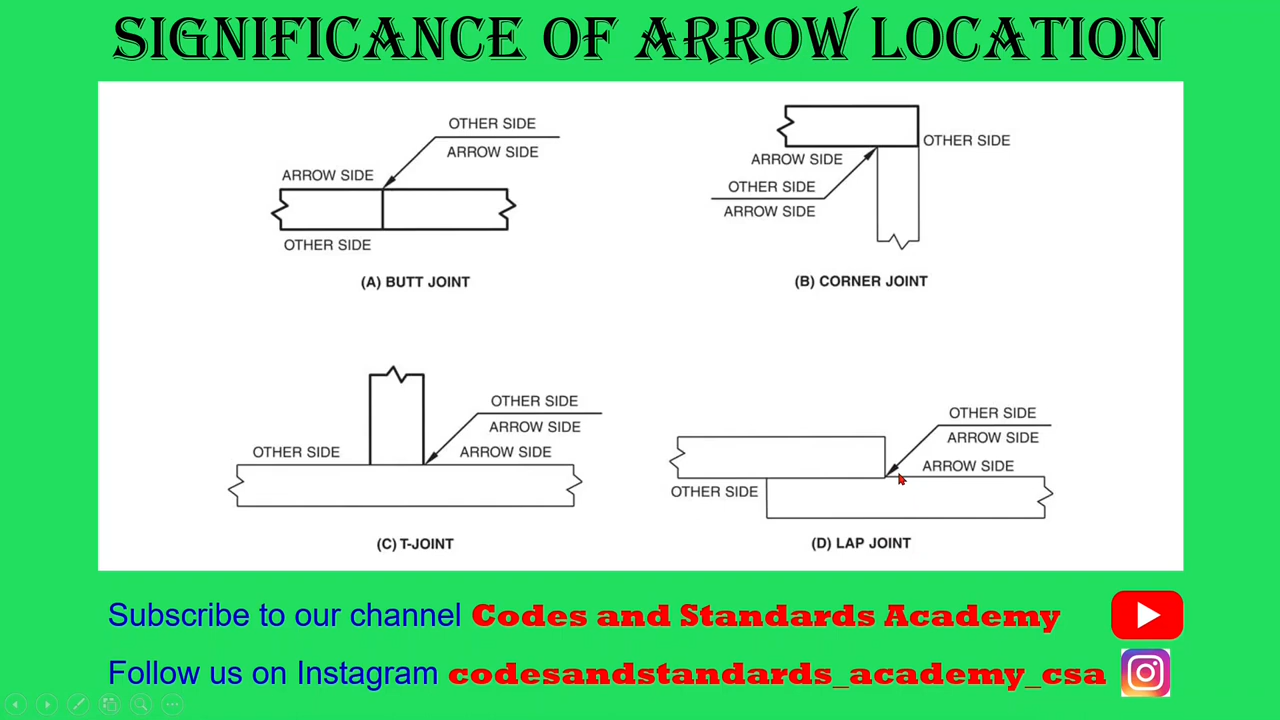 SIGNIFICANCE OF ARROW LOCATION
OTHER SIDE
ARROW SIDE
ARROW SIDE
OTHER SIDE
(A) BUTT JOINT
OTHER SIDE
ARROW SIDE
OTHER SIDE
ARROW SIDE
(B) CORNER JOINT
OTHER SIDE
ARROW SIDE
OTHER SIDE
ARROW SIDE
(C) T-JOINT
OTHER SIDE
ARROW SIDE
ARROW SIDE
OTHER SIDE
(D) LAP JOINT
Subscribe to our channel Codes and Standards Academy
Follow us on Instagram codesandstandards_academy_csa